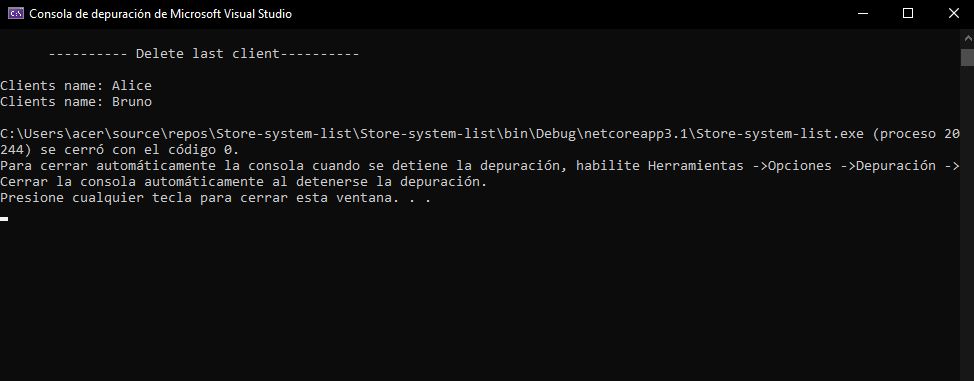 Consola de depuración de Microsoft Visual Studio
---------- Delete last client----------
Clients name: Alice
Clients name: Bruno
C:\Users\acer\source\repos\Store-system-list\Store-system-list\bin\Debug\netcoreapp3.1\Store-system-list.exe (proceso 20
244) se cerró con el código 0.
Para cerrar automáticamente la consola cuando se detiene la depuración, habilite Herramientas ->Opciones ->Depuración ->
Cerrar la consola automáticamente al detenerse la depuración.
Presione cualquier tecla para cerrar esta ventana. . .